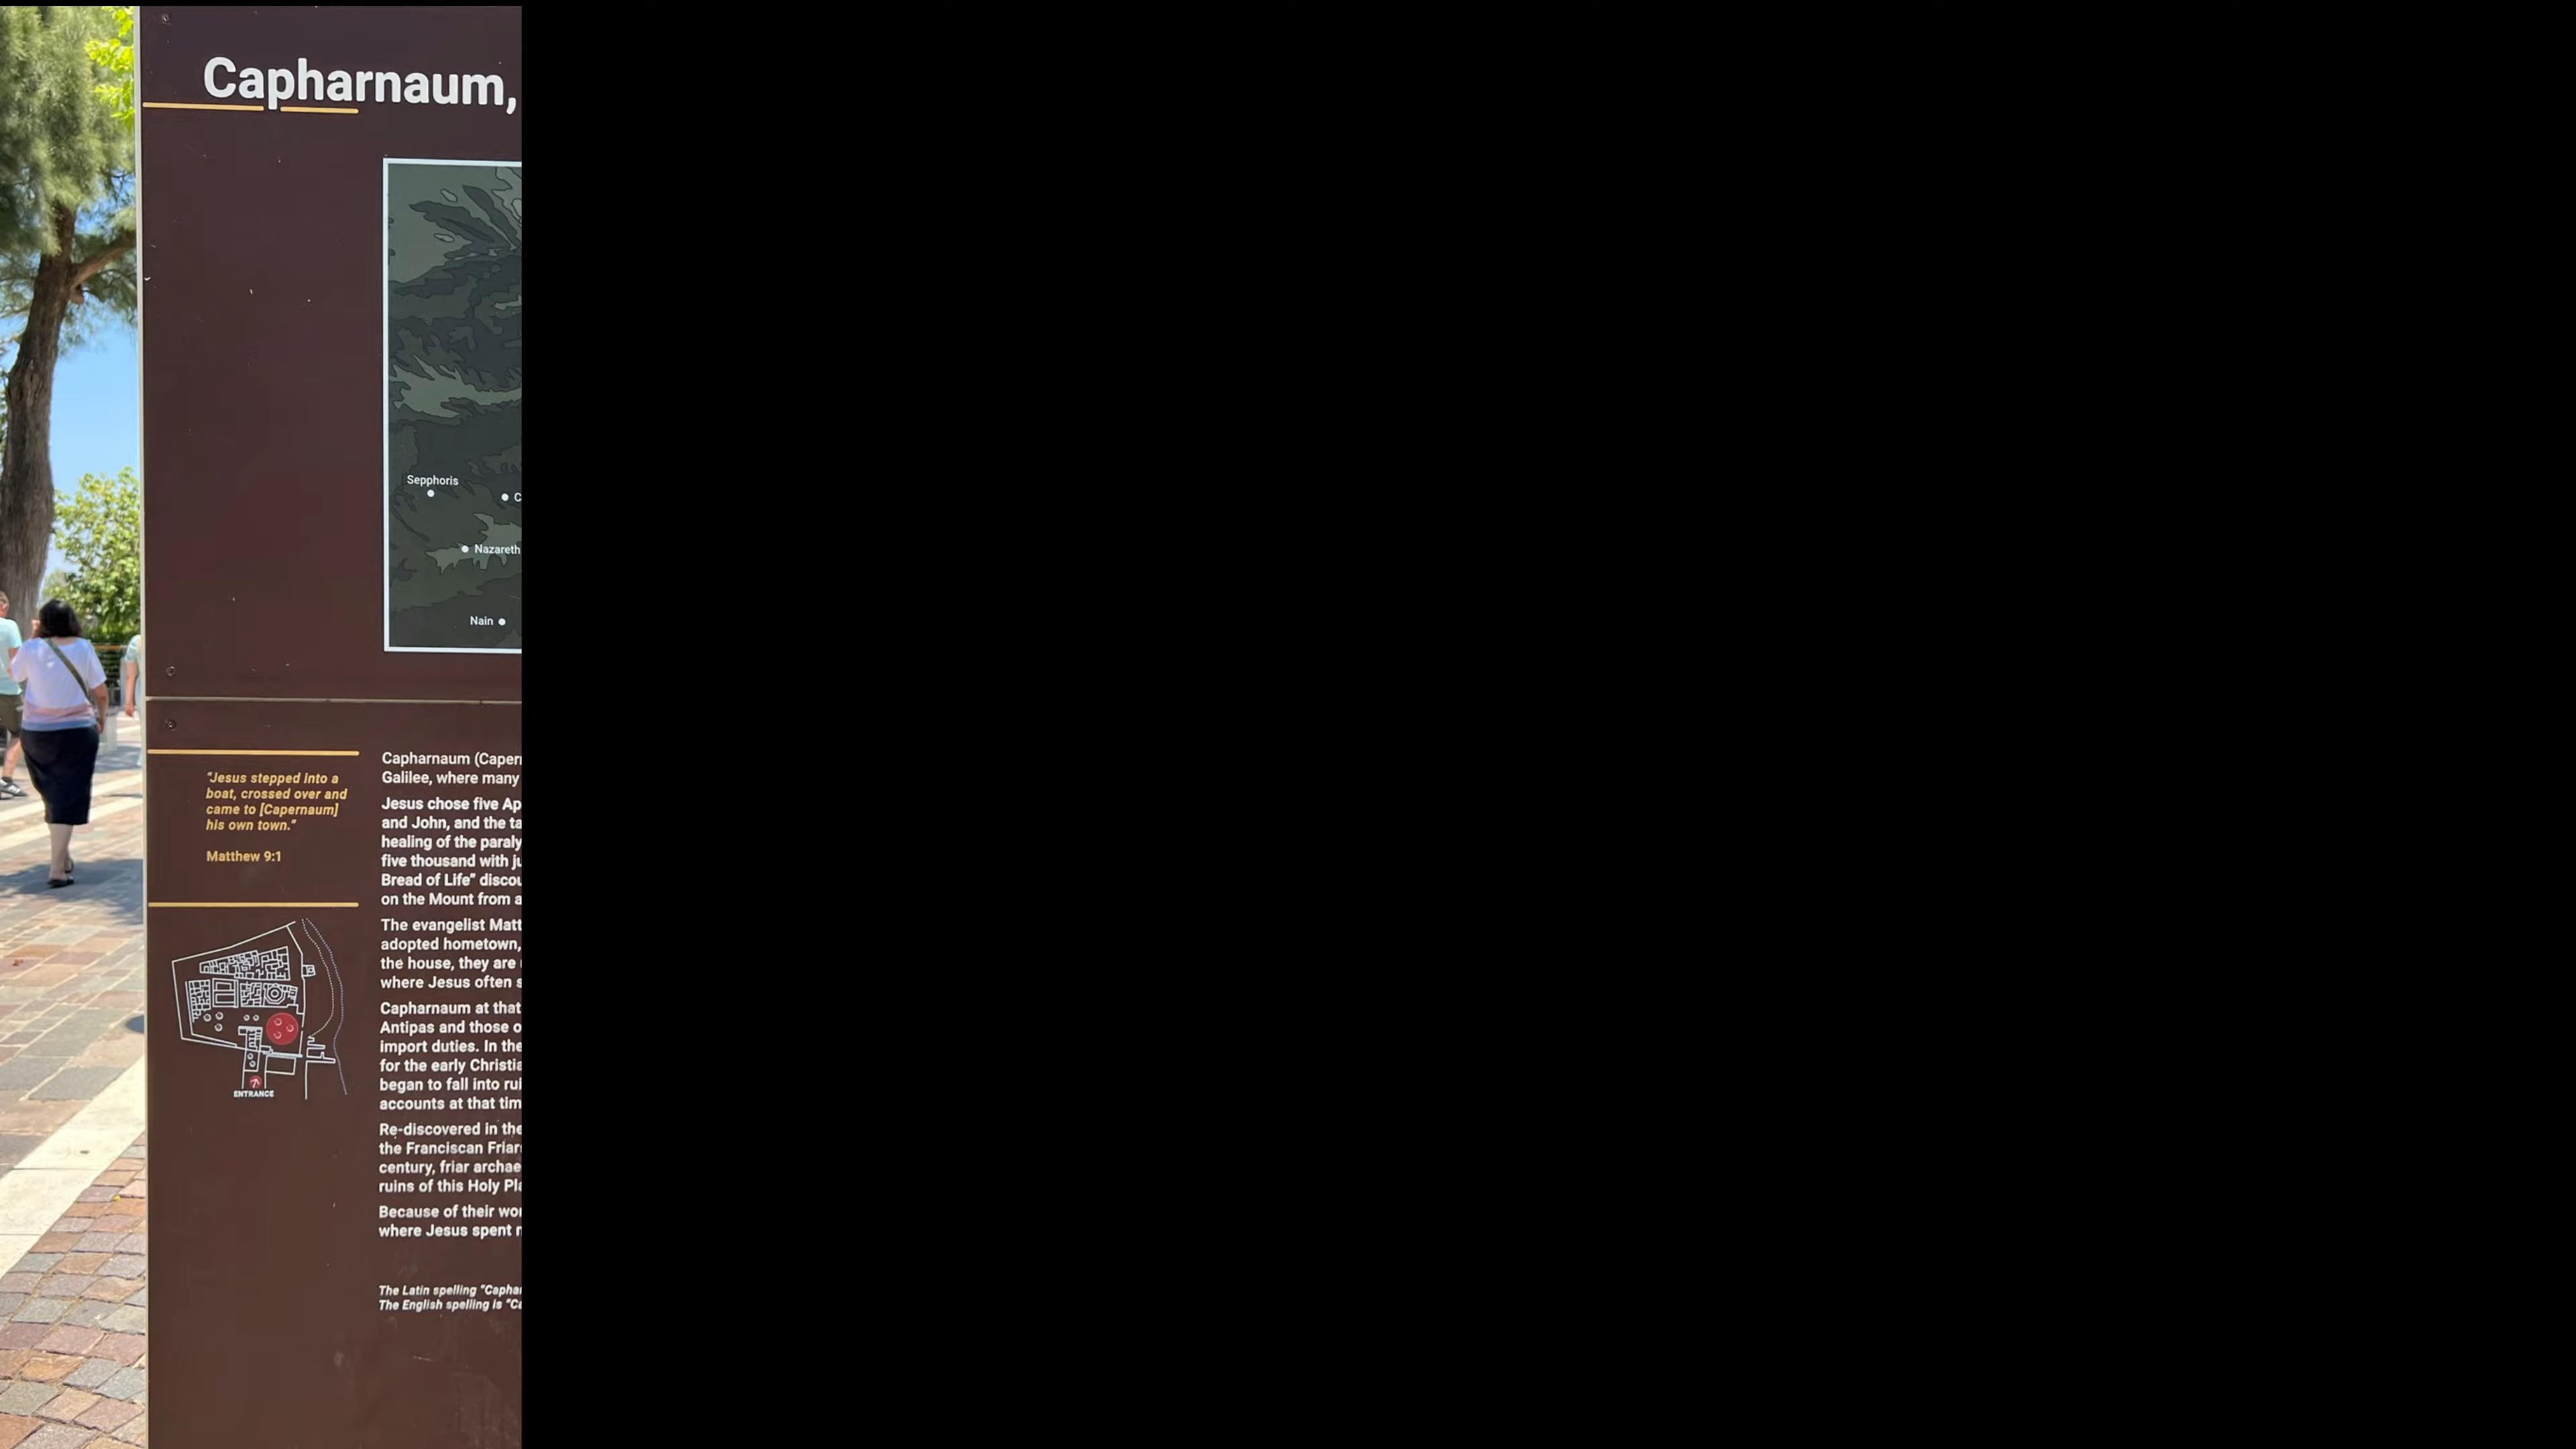 Capharnaum,
Sepphoris
C
Nazareth
Nain
"Jesus stepped into a
boat, crossed over and
came to [Capernaum]
his own town."
Matthew 9:1
ENTRANCE
Capharnaum (Caper
Galilee, where many
Jesus chose five Ap
and John, and the ta
healing of the paraly
five thousand with ju
Bread of Life" discou
on the Mount from a
The evangelist Matt
adopted hometown,
the house, they are
where Jesus often s
Capharnaum at that
Antipas and those o
import duties. In the
for the early Christia
began to fall into rui
accounts at that tim
Re-discovered in the
the Franciscan Friar
century, friar archae
ruins of this Holy Pla
Because of their wor
where Jesus spent
The Latin spelling "Caphar
The English spelling is "Ca